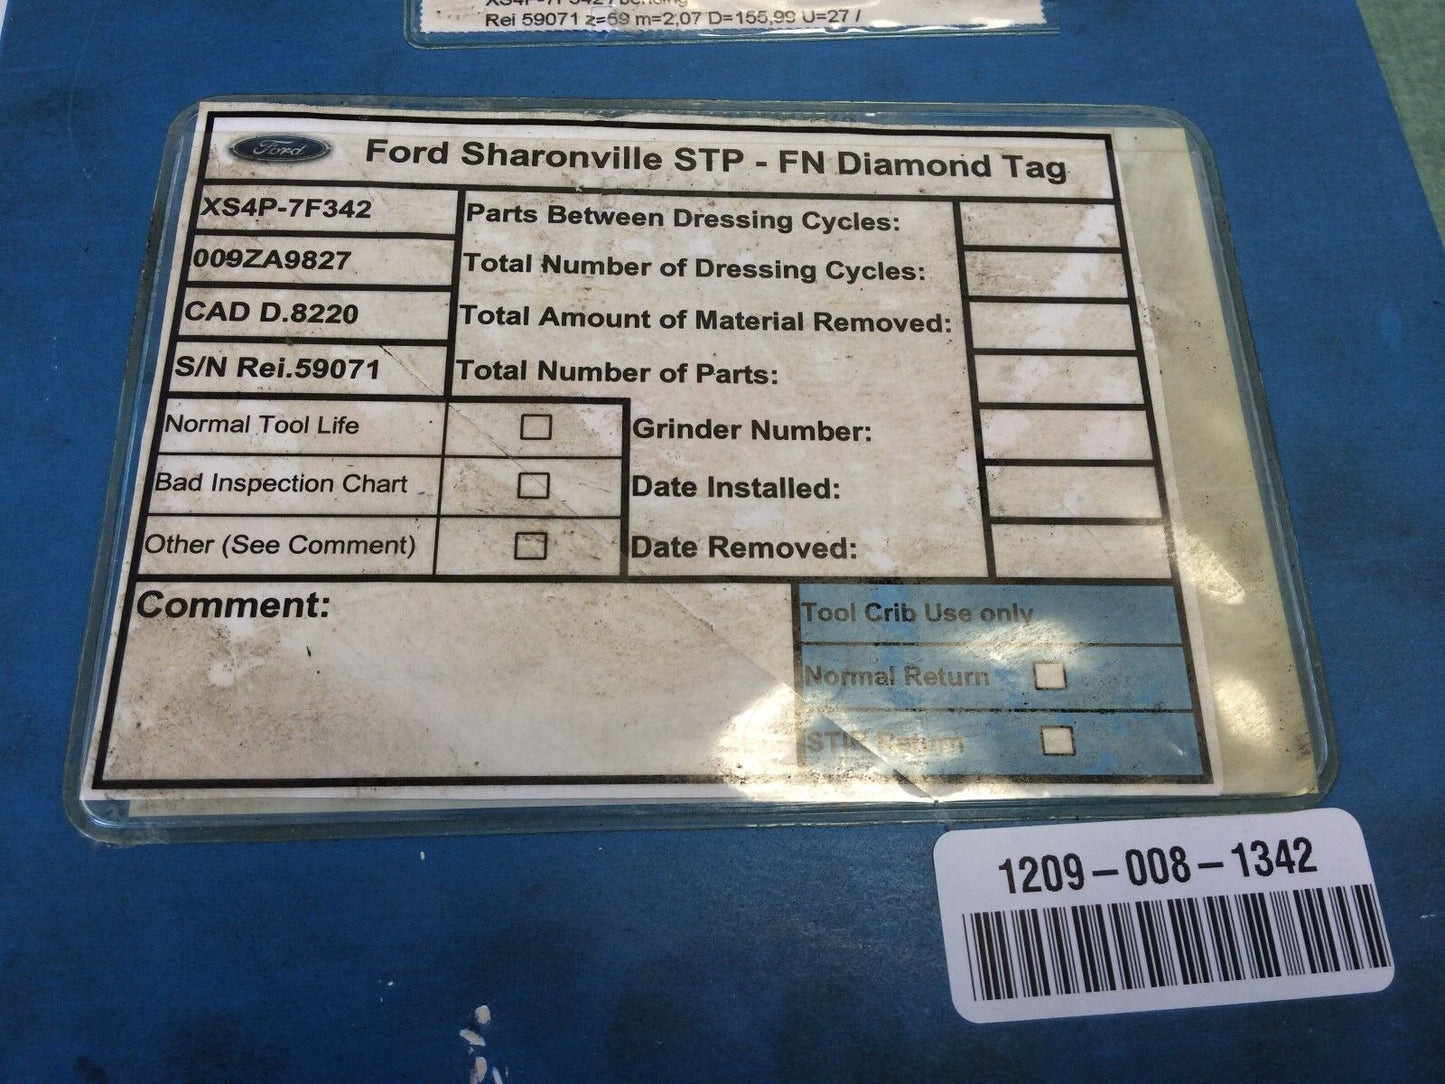 Rei 59071 z=69 m=2,07 D=155,99 U=27 /
Ford
Ford Sharonville STP - FN Diamond Tag
XS4P-7F342
009ZA9827
CAD D.8220
S/N Rei.59071
Parts Between Dressing Cycles:
Total Number of Dressing Cycles:
Total Amount of Material Removed:
Total Number of Parts:
Normal Tool Life
Bad Inspection Chart
Other (See Comment)
Grinder Number:
Date Installed:
Date Removed:
Comment:
Tool Crib Use only
Normal Return
Return
1209-008-1342